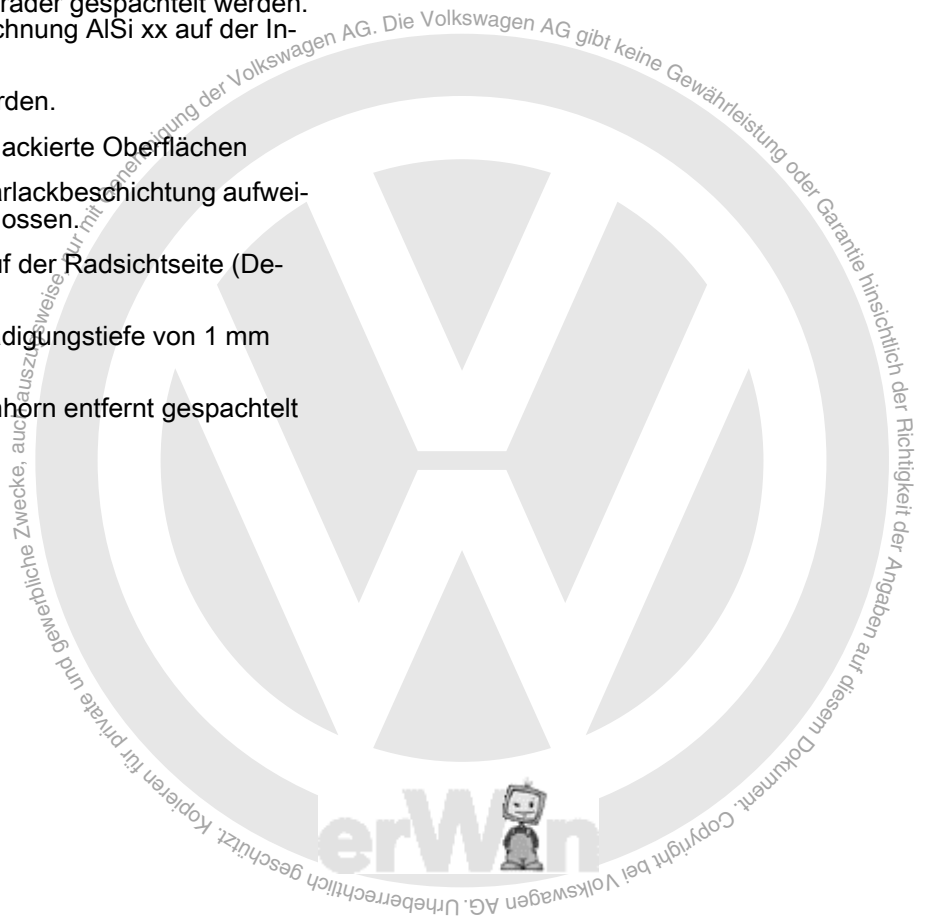 räder gespachtelt werden.
chnung AlSi xx auf der In-
rden.
ackierte Oberflächen
arlackbeschichtung aufwei-
ossen.
uf der Radsichtseite (De-
digungstiefe von 1 mm
nhorn entfernt gespachtelt
Urheberrechtlich geschützt. Kopieren für private und gewerbliche Zwecke, auch auszugsweise, nur mit Genehmigung der Volkswagen AG. Die Volkswagen AG gibt keine Gewährleistung oder Garantie hinsichtlich der Richtigkeit der Angaben auf diesem Dokument. Copyright bei Volkswagen AG.
erWin